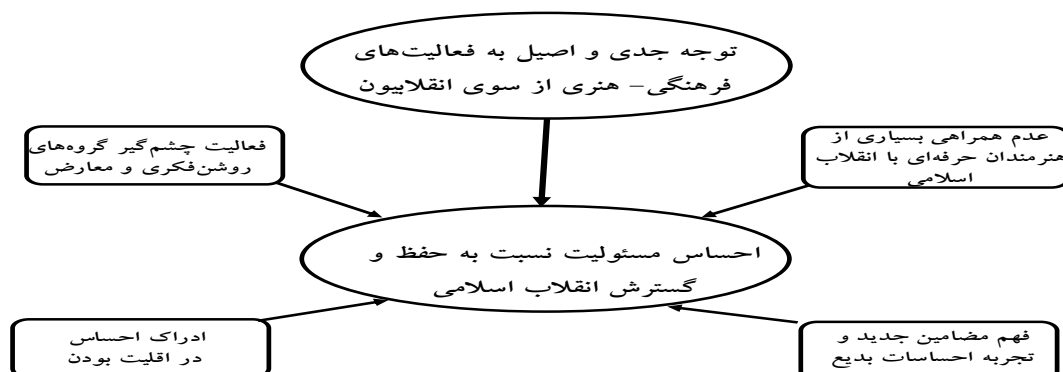 توجه جدی و اصیل به فعالیت‌های
فرهنگی- هنری از سوی انقلابیون
عدم همراهی بسیاری از
هنرمندان حرفه‌ای با انقلاب
اسلامی
فعالیت چشم‌گیر گروه‌های
روشن‌فکری و معارض
احساس مسئولیت نسبت به حفظ و
گسترش انقلاب اسلامی
فهم مضامین جدید و
تجربه احساسات بدیع
ادراک احساس
در اقلیت بودن